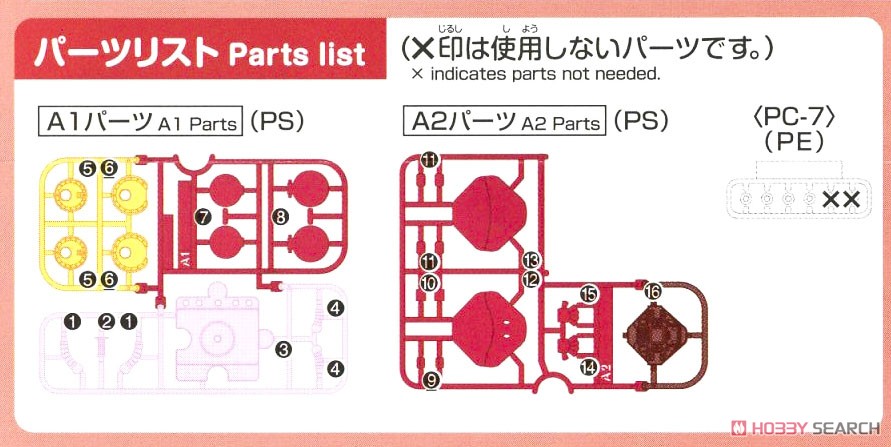 パーツリスト Parts list
じるし し よう
(×印は使用しないパーツです。)
× indicates parts not needed.
A1パーツ A1 Parts (PS)
A2パーツ A2 Parts (PS)
〈PC-7〉
(PE)
5 6
7 8
A1
5 6
1 2 1
4
3
4
11
11
10
9
13
12
15
16
14
A2
××
HOBBY SEARCH